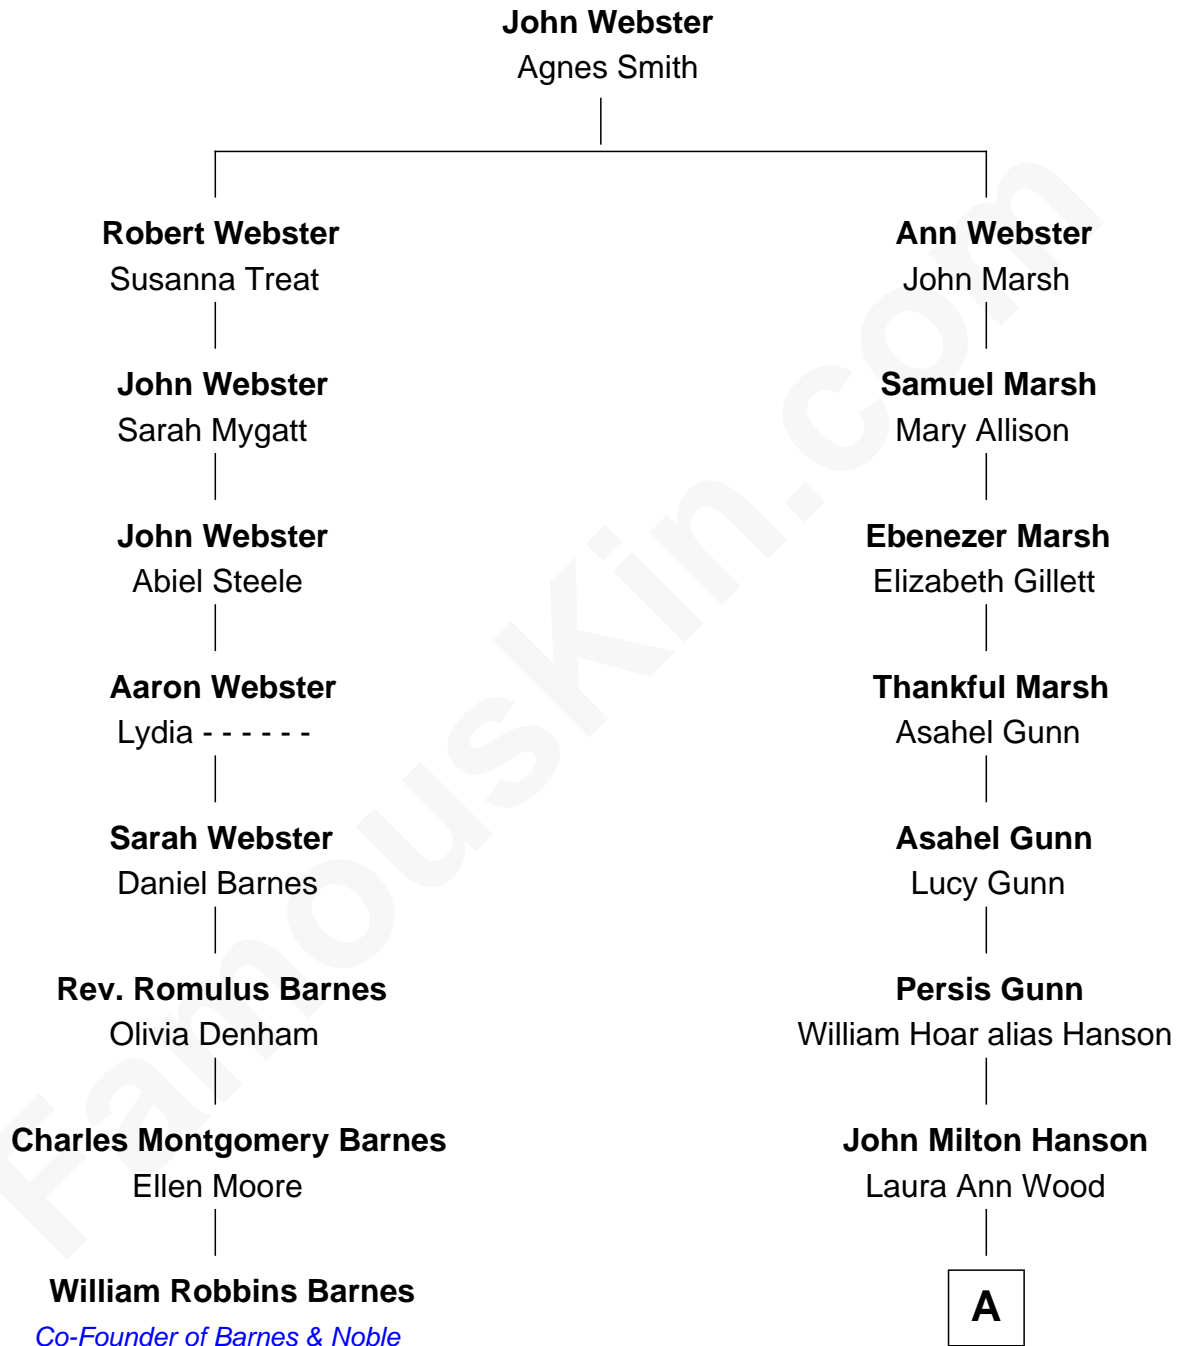 John Webster
Agnes Smith
Robert Webster
Susanna Treat
John Webster
Sarah Mygatt
John Webster
Abiel Steele
Aaron Webster
Lydia - - - - - -
Sarah Webster
Daniel Barnes
Rev. Romulus Barnes
Olivia Denham
Charles Montgomery Barnes
Ellen Moore
William Robbins Barnes
Co-Founder of Barnes & Noble
Ann Webster
John Marsh
Samuel Marsh
Mary Allison
Ebenezer Marsh
Elizabeth Gillett
Thankful Marsh
Asahel Gunn
Asahel Gunn
Lucy Gunn
Persis Gunn
William Hoar alias Hanson
John Milton Hanson
Laura Ann Wood
A
FamousKin.com